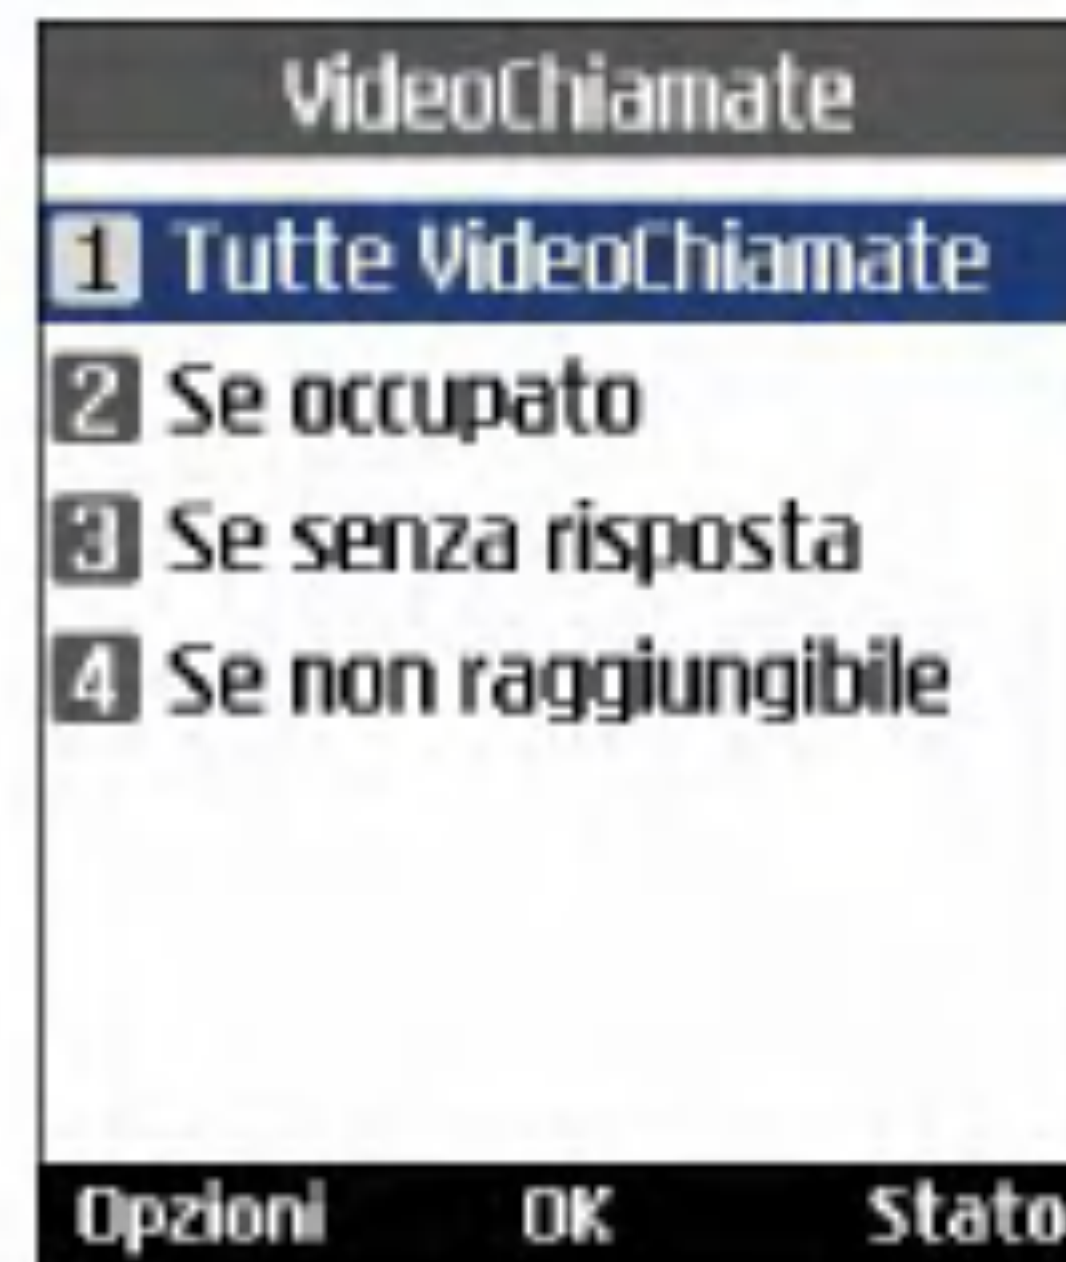 VideoChiamate
1 Tutte VideoChiamate
2 Se occupato
3 Se senza risposta
4 Se non raggiungibile
Opzioni OK Stato